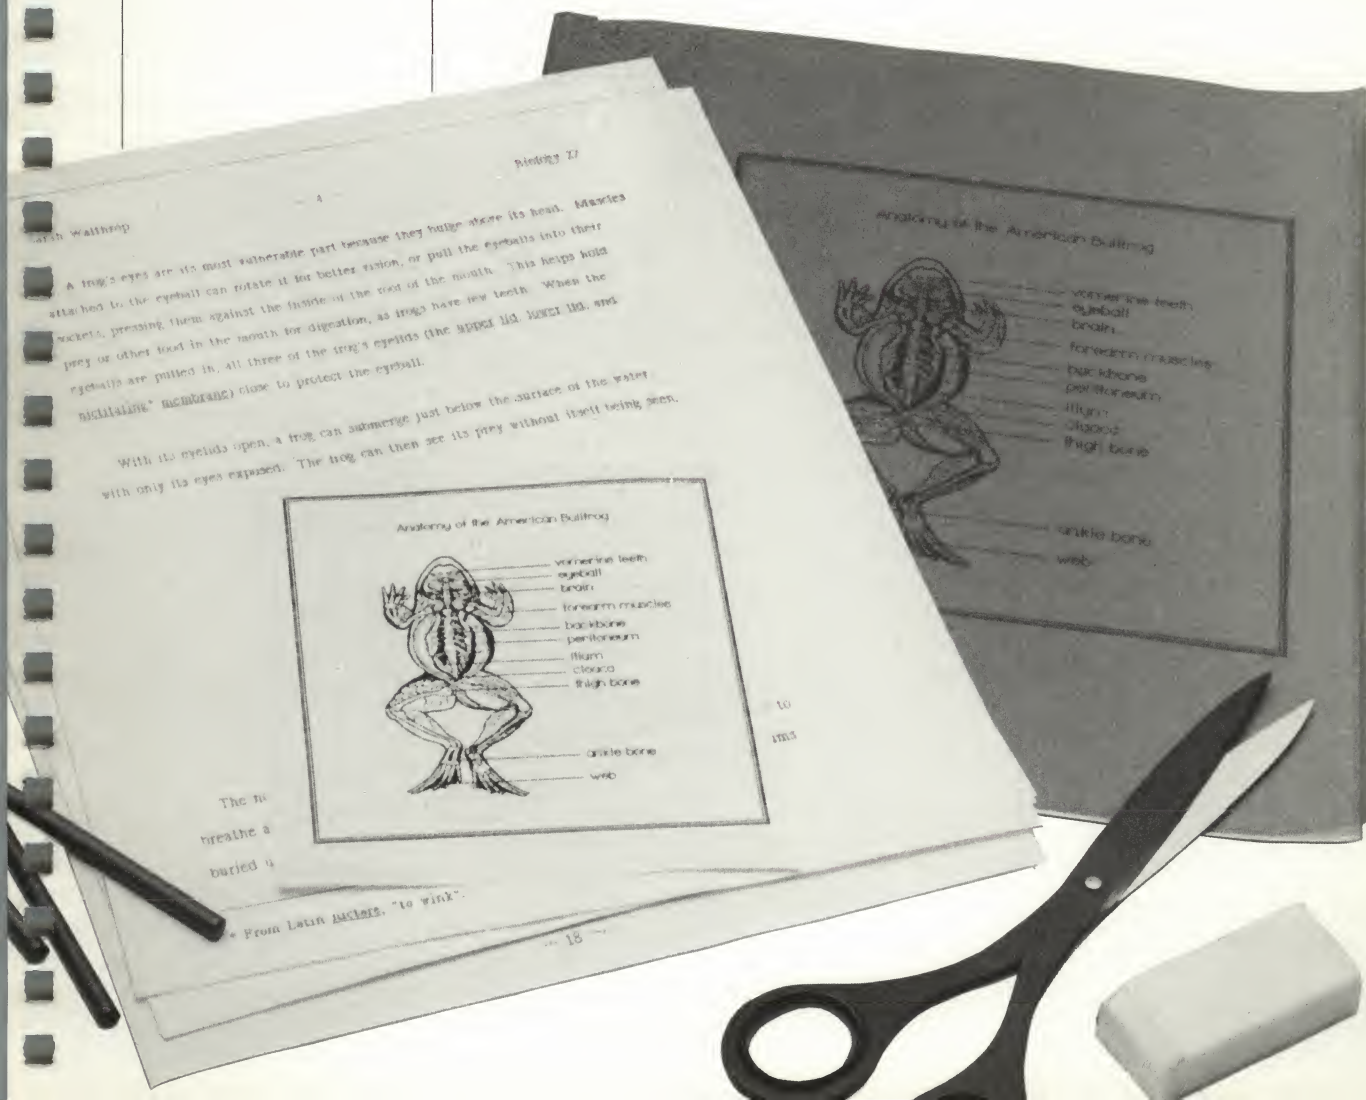 Biology 27
4
Sarah Wallhrop
A frog's eyes are its most vulnerable part because they bulge above its head. Muscles
attached to the eyeball can rotate it for better vision, or pull the eyeballs into their
sockets, pressing them against the inside of the roof of the mouth. This helps hold
prey or other food in the mouth for digestion, as frogs have few teeth. When the
eyeballs are pulled in, all three of the frog's eyelids (the upper lid, lower lid, and
nictitating* membrane) close to protect the eyeball.
With its eyelids open, a frog can submerge just below the surface of the water
with only its eyes exposed. The frog can then see its prey without itself being seen.
Anatomy of the American Bullfrog
vomerine teeth
eyeball
brain
forearm muscles
backbone
peritoneum
ilium
cloaca
thigh bone
ankle bone
web
to
ims
The n
breathe a
buried u
* From Latin nuctare, "to wink".
-- 18 --
Anatomy of the American Bullfrog
vomerine teeth
eyeball
brain
forearm muscles
backbone
peritoneum
ilium
cloaca
thigh bone
ankle bone
web